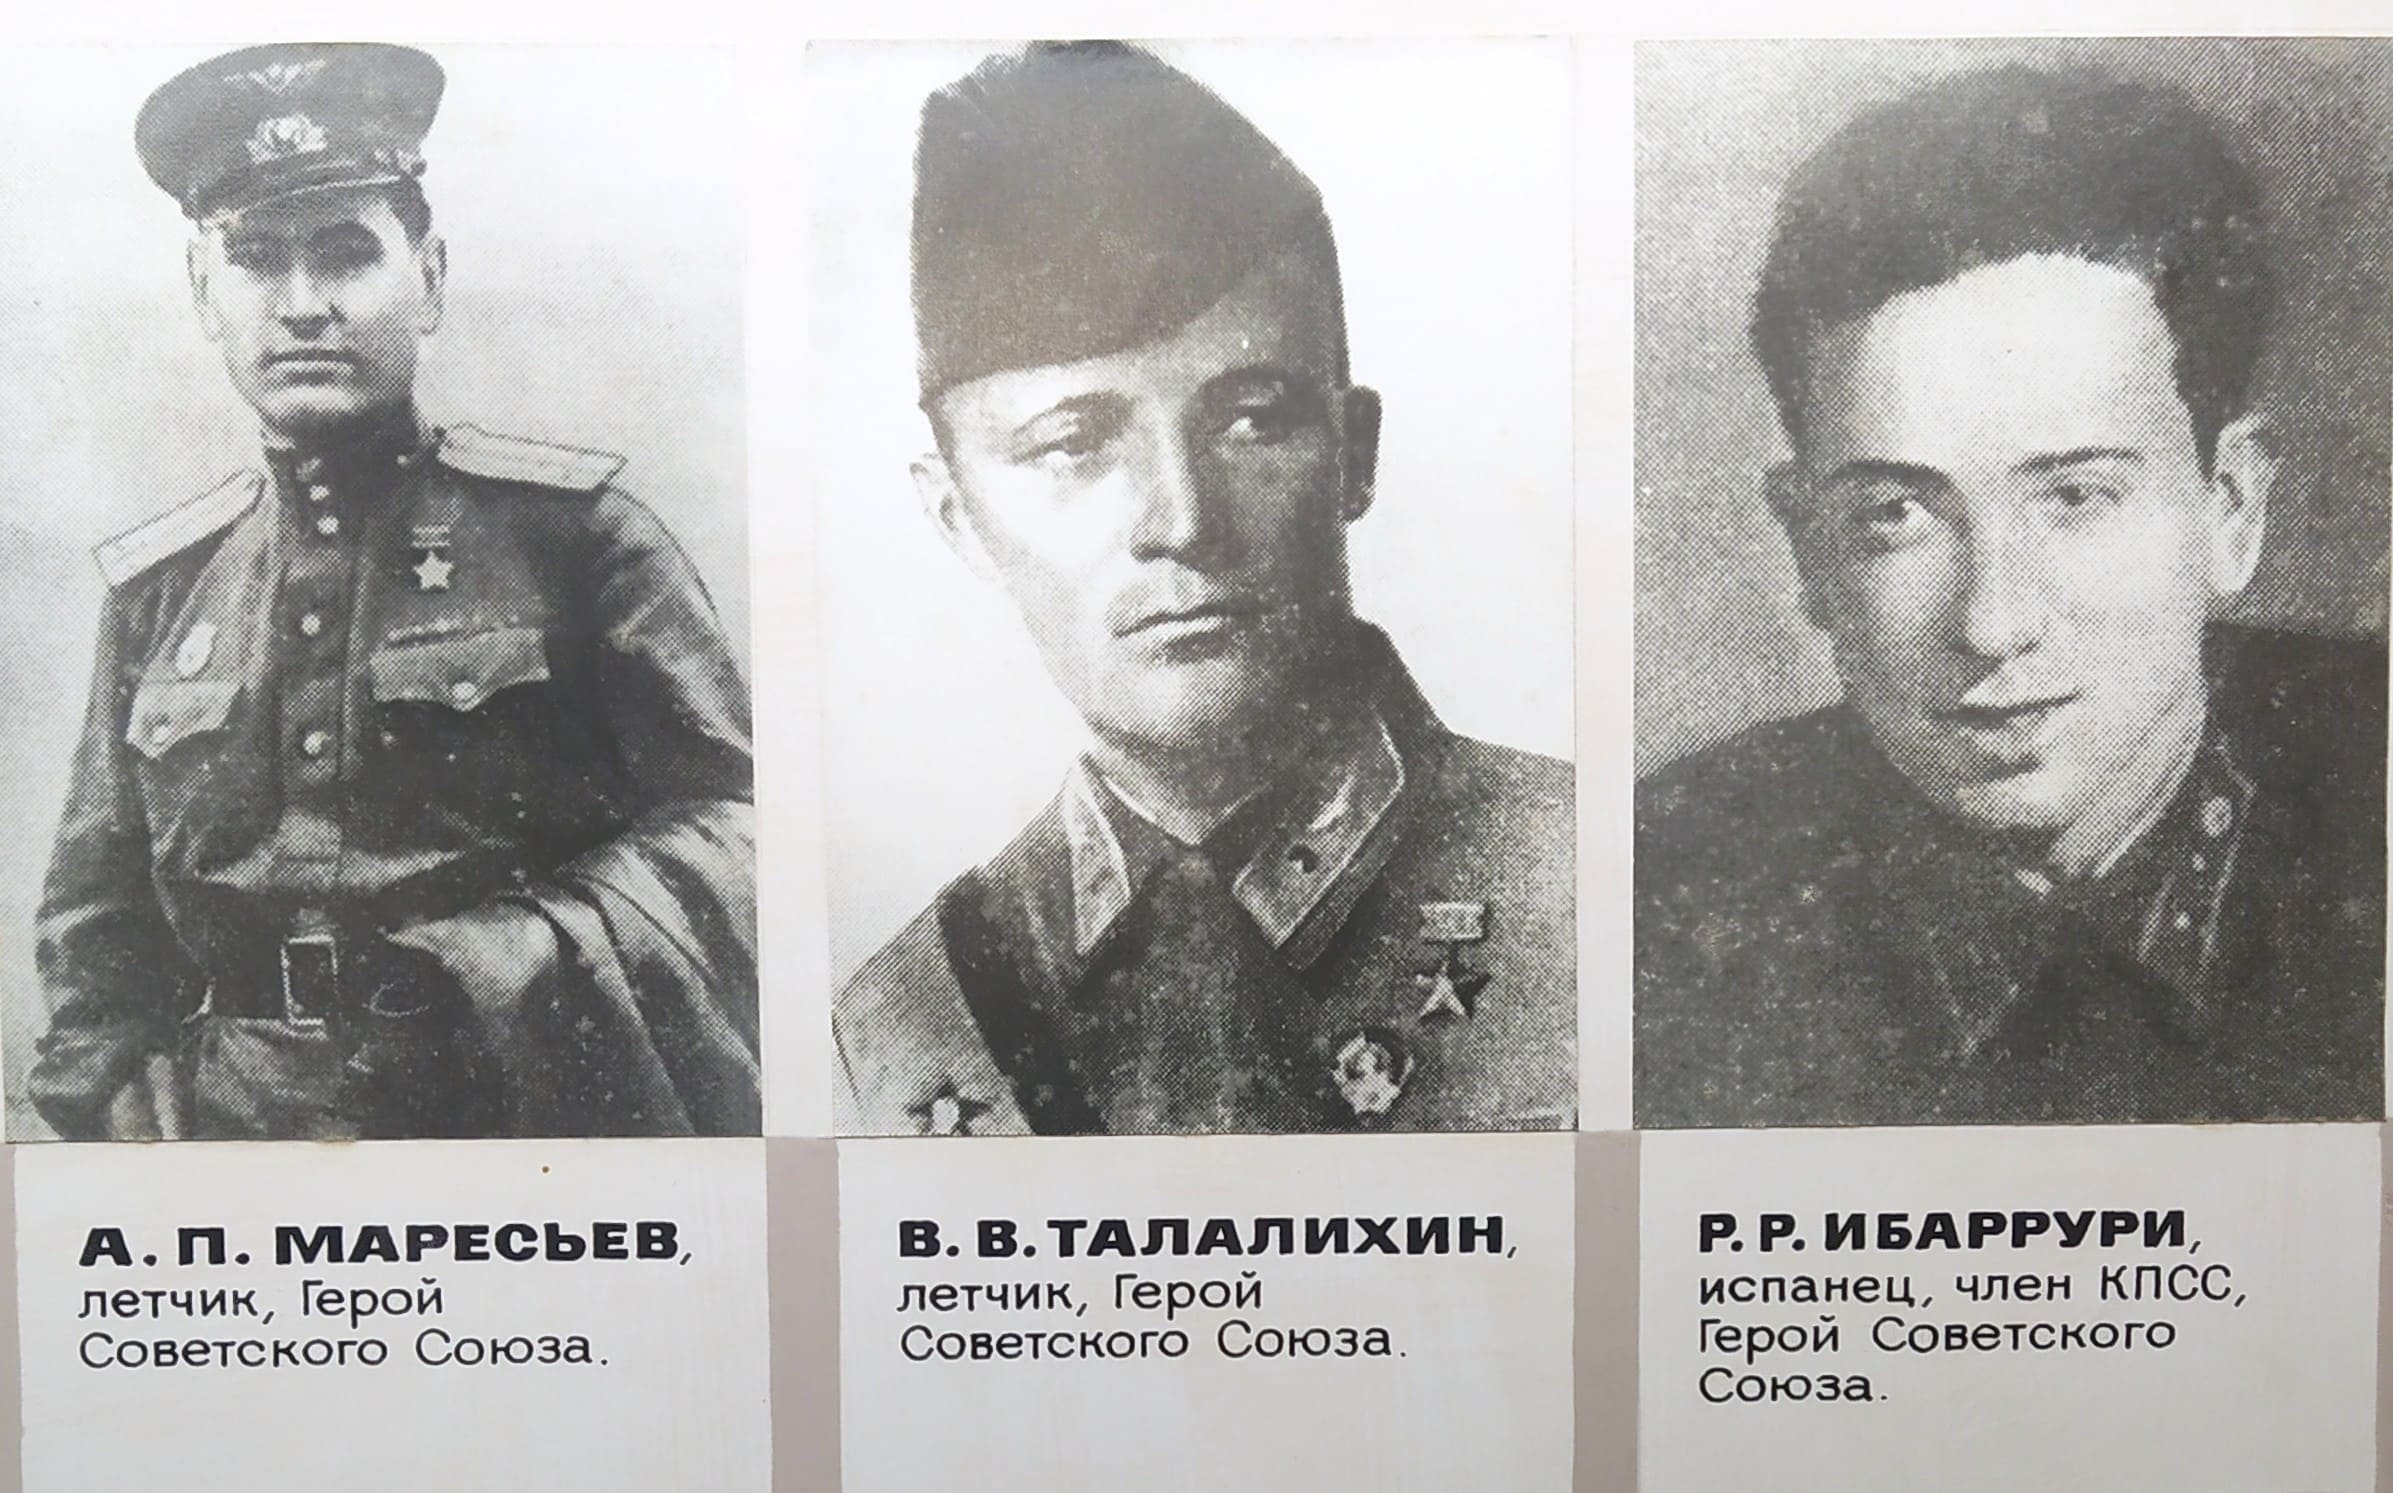 А. П. МАРЕСЬЕВ,
летчик, Герой
Советского Союза.
В. В. ТАЛАЛИХИН,
летчик, Герой
Советского Союза.
Р. Р. ИБАРРУРИ,
испанец, член КПСС,
Герой Советского
Союза.